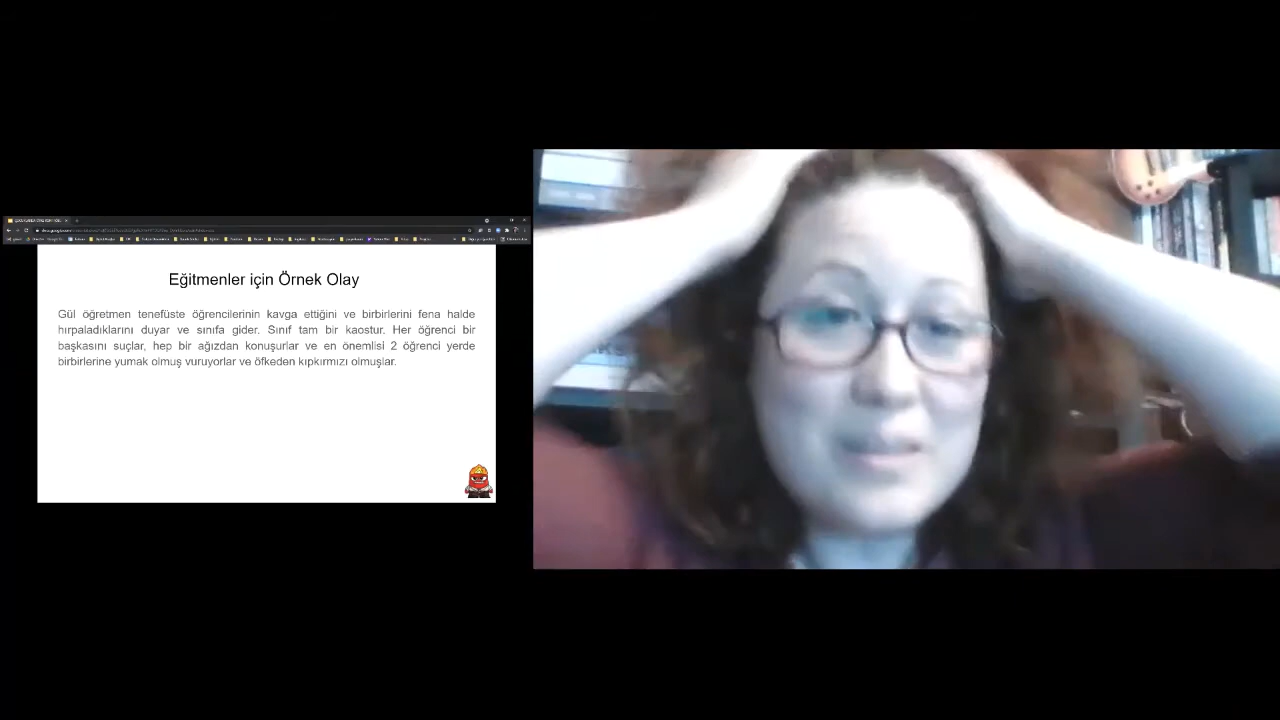 Eğitmenler için Örnek Olay
Gül öğretmen tenefüste öğrencilerinin kavga ettiğini ve birbirlerini fena halde
hırpaladıklarını duyar ve sınıfa gider. Sınıf tam bir kaostur. Her öğrenci bir
başkasını suçlar, hep bir ağızdan konuşurlar ve en önemlisi 2 öğrenci yerde
birbirlerine yumak olmuş vuruyorlar ve öfkeden kıpkırmızı olmuşlar.